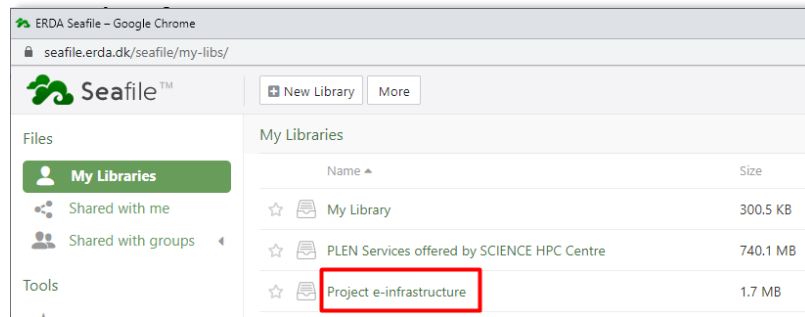 ERDA Seafile – Google Chrome
seafile.erda.dk/seafile/my-libs/
Seafile™
New Library More
Files
My Libraries
My Libraries
Name Size
Shared with me
My Library 300.5 KB
Shared with groups
PLEN Services offered by SCIENCE HPC Centre 740.1 MB
Tools
Project e-infrastructure 1.7 MB